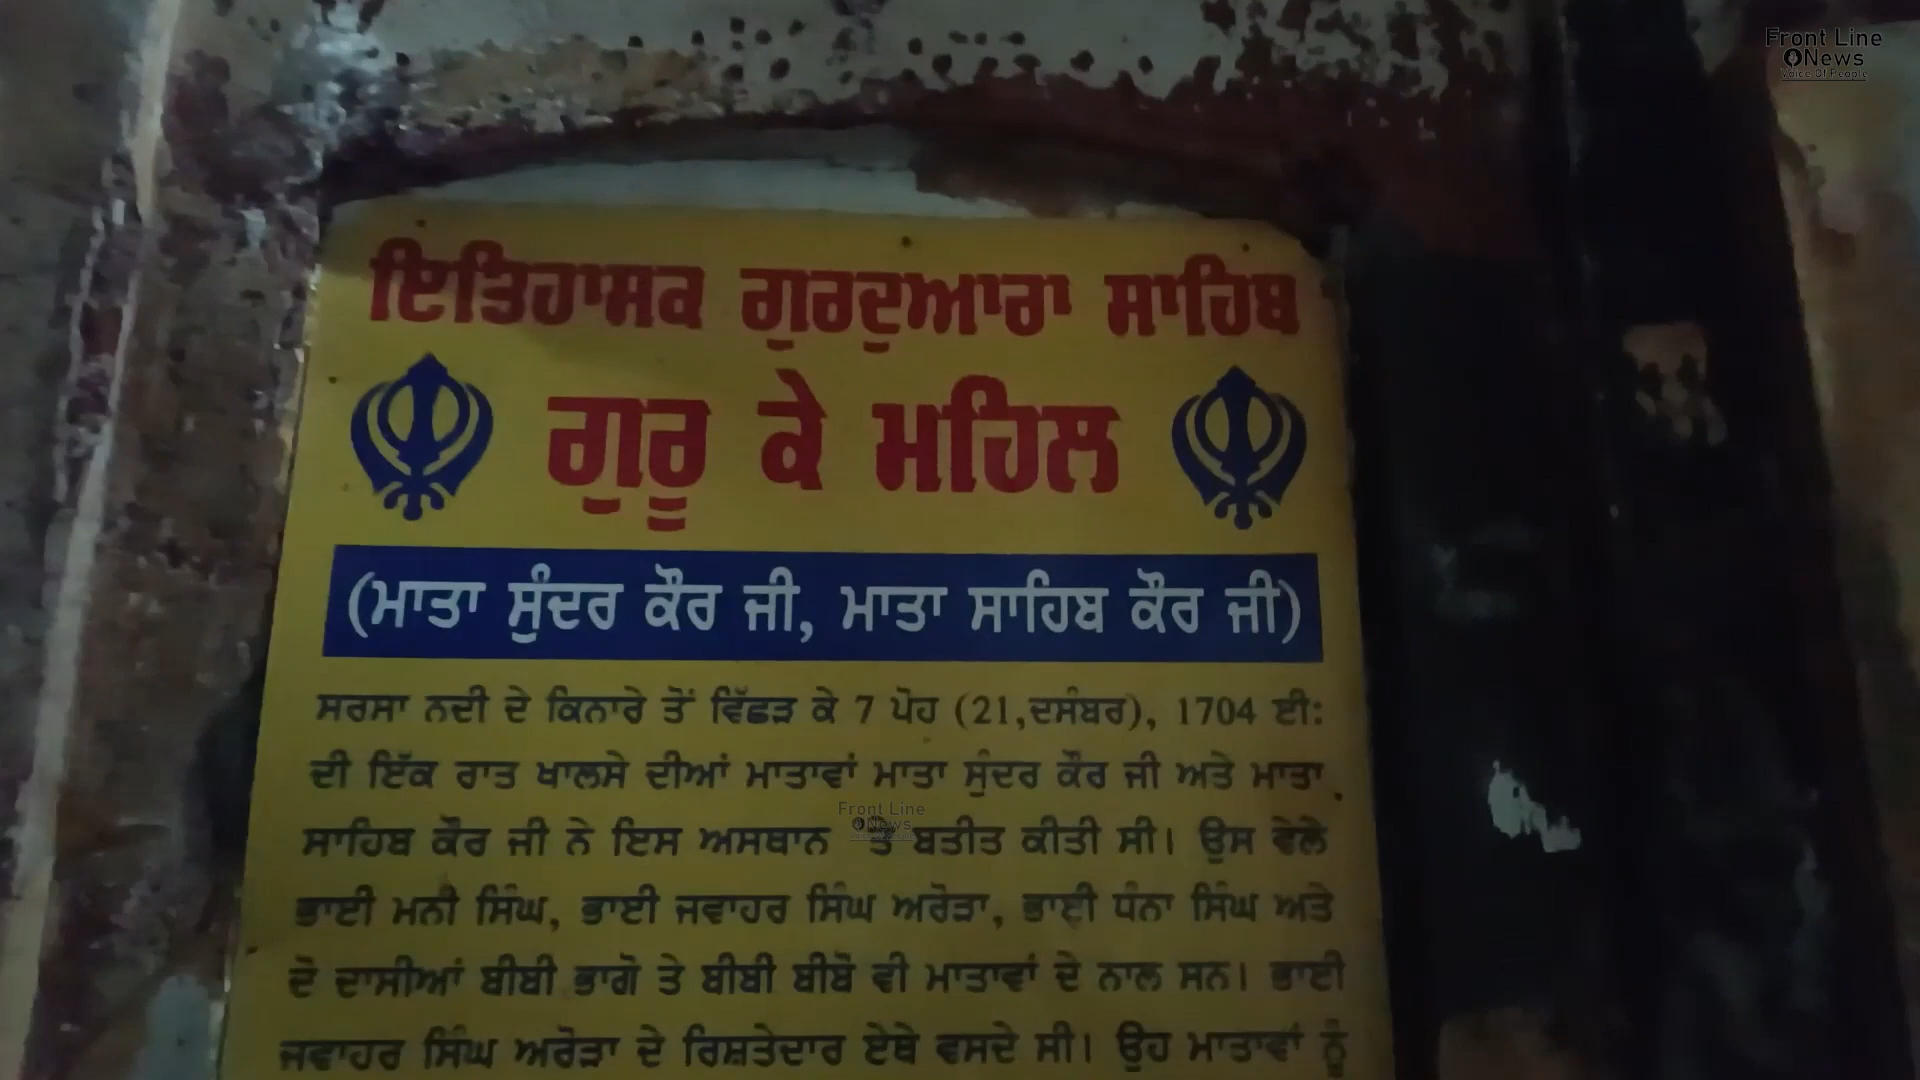 Front Line
News
Voice Of People
ਇਤਿਹਾਸਕ ਗੁਰਦੁਆਰਾ ਸਾਹਿਬ
ਗੁਰੂ ਕੇ ਮਹਿਲ
(ਮਾਤਾ ਸੁੰਦਰ ਕੌਰ ਜੀ, ਮਾਤਾ ਸਾਹਿਬ ਕੌਰ ਜੀ)
ਸਰਸਾ ਨਦੀ ਦੇ ਕਿਨਾਰੇ ਤੋਂ ਵਿੱਛੜ ਕੇ 7 ਪੋਹ (21,ਦਸੰਬਰ), 1704 ਈ:
ਦੀ ਇੱਕ ਰਾਤ ਖਾਲਸੇ ਦੀਆਂ ਮਾਤਾਵਾਂ ਮਾਤਾ ਸੁੰਦਰ ਕੌਰ ਜੀ ਅਤੇ ਮਾਤਾ
Front Line
News
ਸਾਹਿਬ ਕੌਰ ਜੀ ਨੇ ਇਸ ਅਸਥਾਨ ਤੇ ਬਤੀਤ ਕੀਤੀ ਸੀ। ਉਸ ਵੇਲੇ
ਭਾਈ ਮਨੀ ਸਿੰਘ, ਭਾਈ ਜਵਾਹਰ ਸਿੰਘ ਅਰੋੜਾ, ਭਾਈ ਧੰਨਾ ਸਿੰਘ ਅਤੇ
ਦੋ ਦਾਸੀਆਂ ਬੀਬੀ ਭਾਗੋ ਤੇ ਬੀਬੀ ਬੀਬੋ ਵੀ ਮਾਤਾਵਾਂ ਦੇ ਨਾਲ ਸਨ। ਭਾਈ
ਜਵਾਹਰ ਸਿੰਘ ਅਰੋੜਾ ਦੇ ਰਿਸ਼ਤੇਦਾਰ ਏਥੇ ਵਸਦੇ ਸੀ। ਉਹ ਮਾਤਾਵਾਂ ਨੂੰ